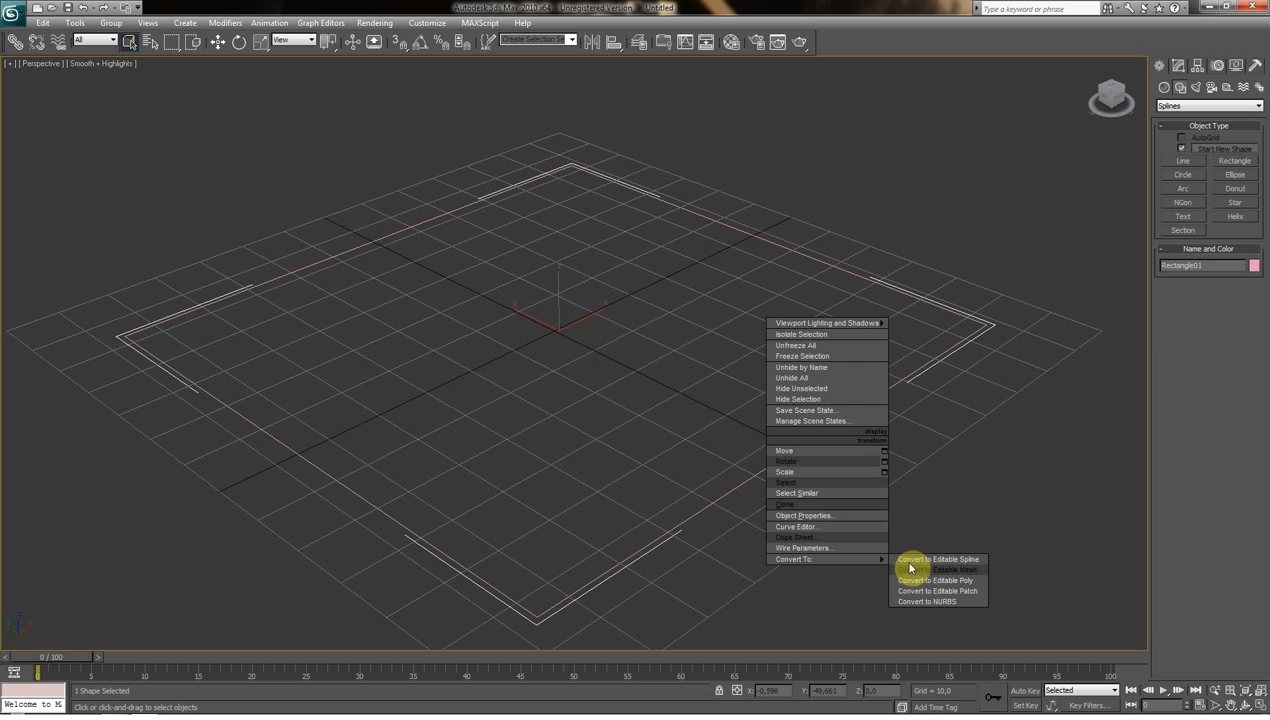 Autodesk 3ds Max 2010 x64 - Unregistered Version Untitled
Type a keyword or phrase
Edit Tools Group Views Create Modifiers Animation Graph Editors Rendering Customize MAXScript Help
All View Create Selection Se
[ + ] [ Perspective ] [ Smooth + Highlights ]
Splines
- Object Type
AutoGrid
Start New Shape
Line Rectangle
Circle Ellipse
Arc Donut
NGon Star
Text Helix
Section
- Name and Color
Rectangle01
Viewport Lighting and Shadows
Isolate Selection
Unfreeze All
Freeze Selection
Unhide by Name
Unhide All
Hide Unselected
Hide Selection
Save Scene State...
Manage Scene States...
display
transform
Move
Rotate
Scale
Select
Select Similar
Clone
Object Properties...
Curve Editor...
Dope Sheet...
Wire Parameters...
Convert To:
Convert to Editable Spline
Convert to Editable Mesh
Convert to Editable Poly
Convert to Editable Patch
Convert to NURBS
< 0 / 100 >
0 5 10 15 20 25 30 35 40 45 50 55 60 65 70 75 80 85 90 95 100
1 Shape Selected X: -0,596 Y: -49,661 Z: 0,0 Grid = 10,0 Auto Key Selected
Welcome to M Click or click-and-drag to select objects Add Time Tag Set Key Key Filters... 0